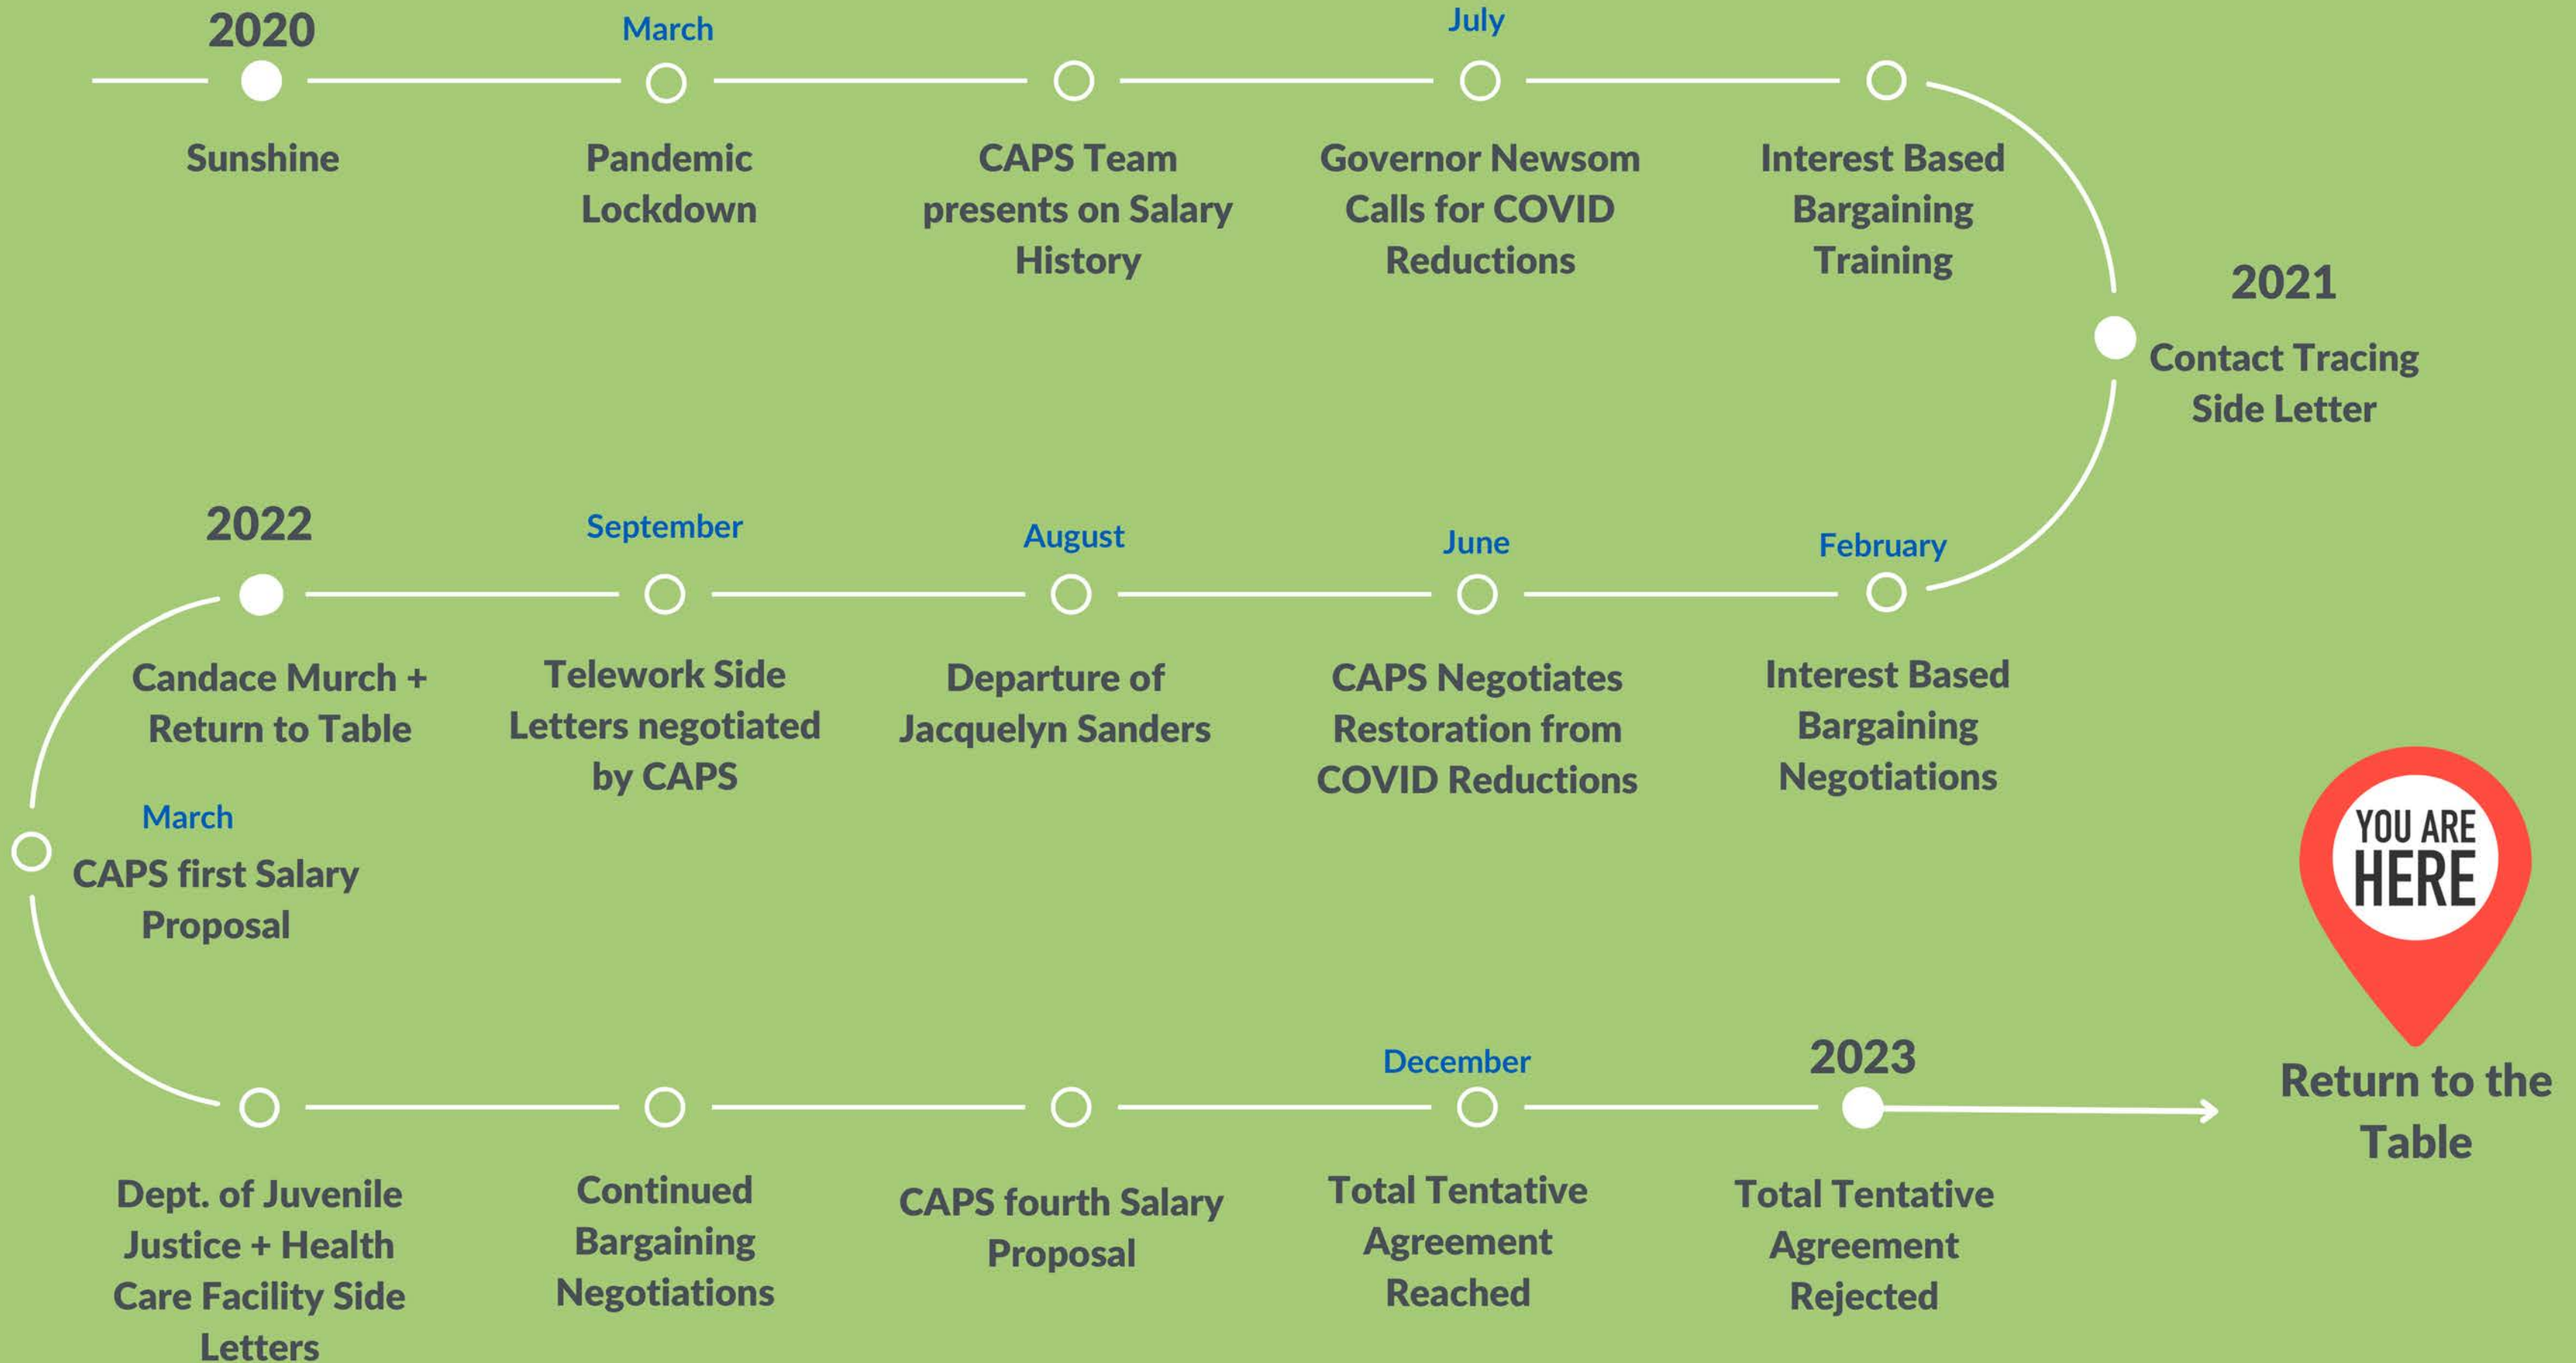 2020
Sunshine
March
Pandemic
Lockdown
CAPS Team
presents on Salary
History
July
Governor Newsom
Calls for COVID
Reductions
Interest Based
Bargaining
Training
2021
Contact Tracing
Side Letter
February
Interest Based
Bargaining
Negotiations
June
CAPS Negotiates
Restoration from
COVID Reductions
August
Departure of
Jacquelyn Sanders
September
Telework Side
Letters negotiated
by CAPS
2022
Candace Murch +
Return to Table
March
CAPS first Salary
Proposal
Dept. of Juvenile
Justice + Health
Care Facility Side
Letters
Continued
Bargaining
Negotiations
CAPS fourth Salary
Proposal
December
Total Tentative
Agreement
Reached
2023
Total Tentative
Agreement
Rejected
YOU ARE
HERE
Return to the
Table